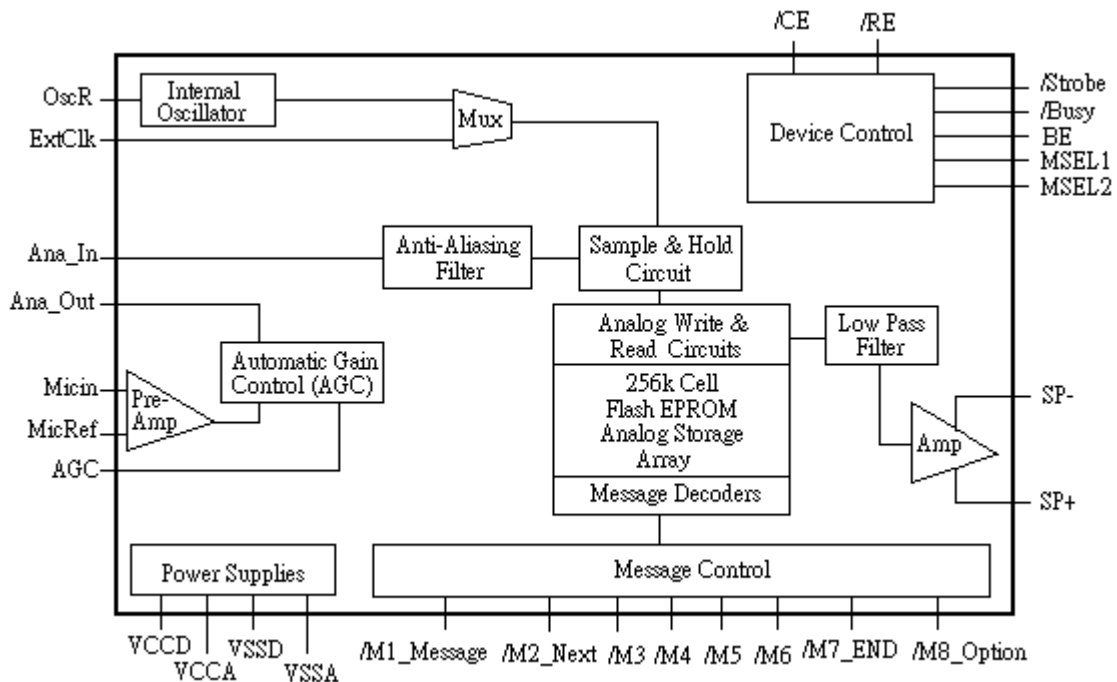 /CE
/RE
OscR
Internal
Oscillator
ExtClk
Mux
Device Control
/Strobe
/Busy
BE
MSEL1
MSEL2
Ana_In
Anti-Aliasing
Filter
Sample & Hold
Circuit
Ana_Out
Automatic Gain
Control (AGC)
Analog Write &
Read Circuits
Low Pass
Filter
Micin
Pre-
Amp
MicRef
AGC
256k Cell
Flash EPROM
Analog Storage
Array
Message Decoders
Amp
SP-
SP+
Power Supplies
Message Control
VCCD
VCCA
VSSD
VSSA
/M1_Message
/M2_Next
/M3
/M4
/M5
/M6
/M7_END
/M8_Option